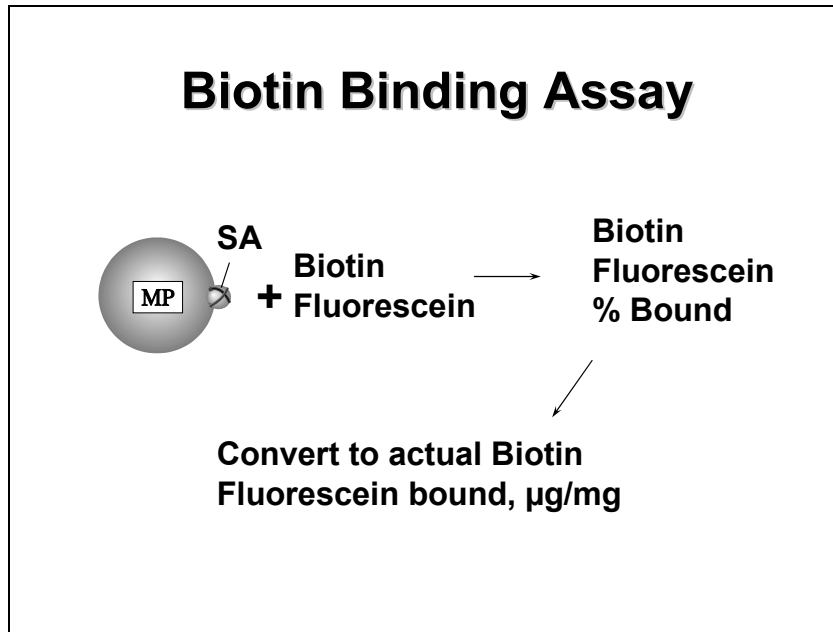 Biotin Binding Assay
SA
MP
+
Biotin
Fluorescein
Biotin
Fluorescein
% Bound
Convert to actual Biotin
Fluorescein bound, µg/mg